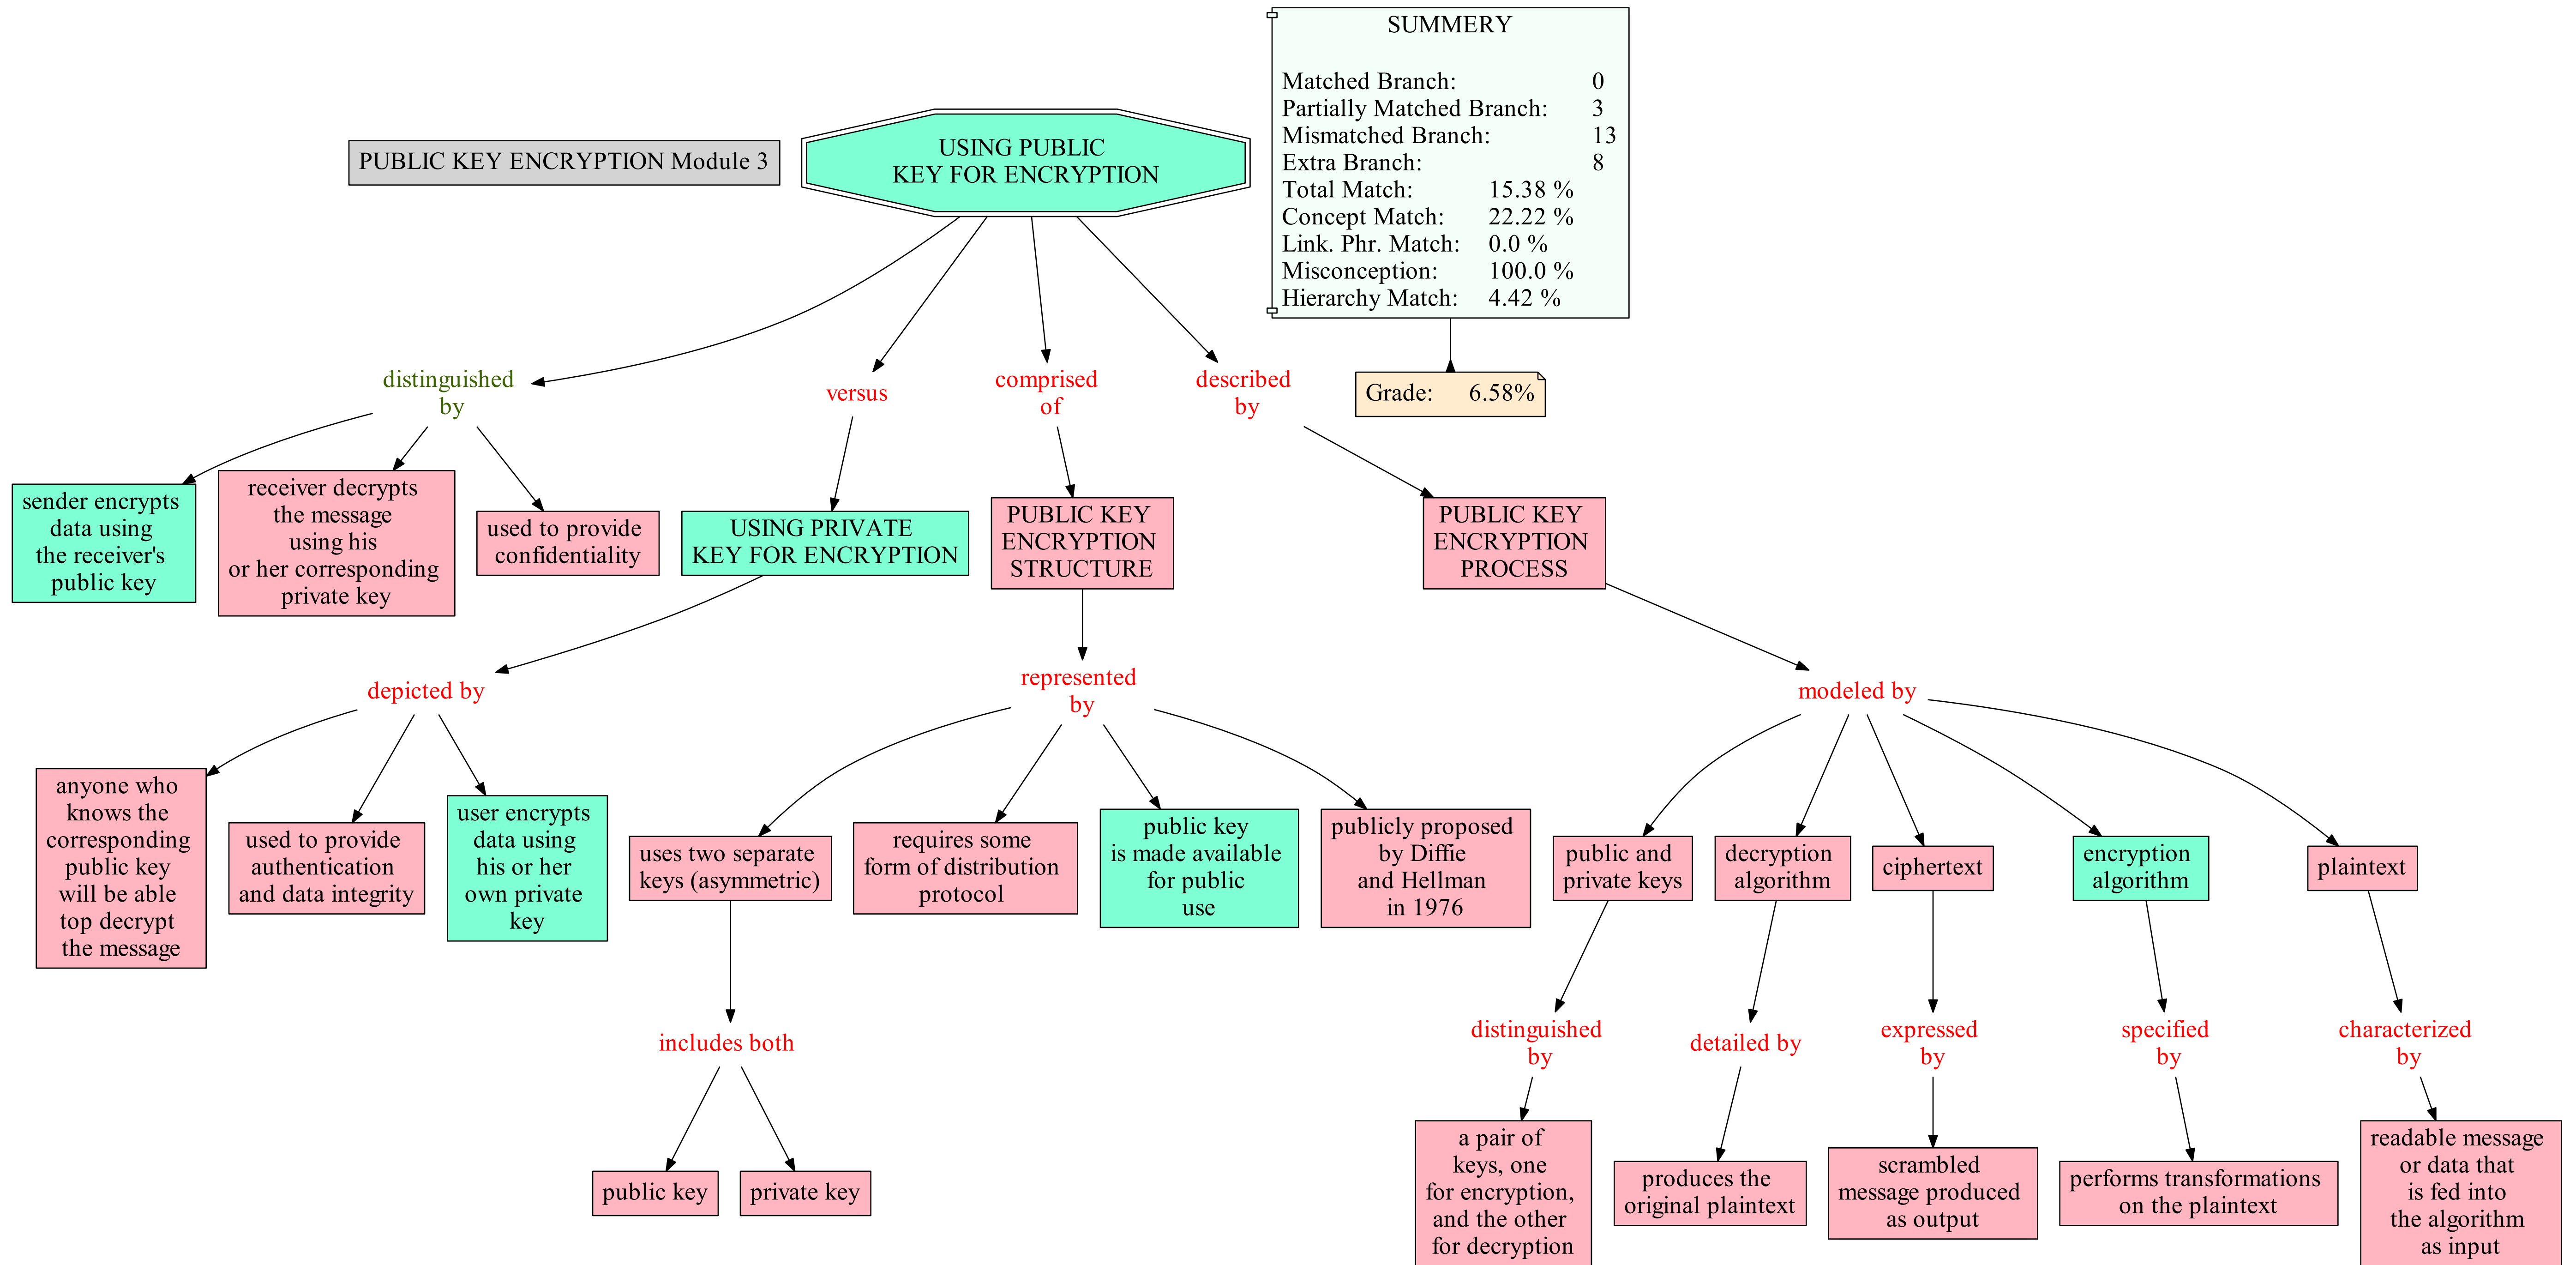 SUMMERY
Matched Branch: 0
Partially Matched Branch: 3
Mismatched Branch: 13
Extra Branch: 8
Total Match: 15.38 %
Concept Match: 22.22 %
Link. Phr. Match: 0.0 %
Misconception: 100.0 %
Hierarchy Match: 4.42 %
PUBLIC KEY ENCRYPTION Module 3
USING PUBLIC
KEY FOR ENCRYPTION
Grade: 6.58%
distinguished
by
versus
comprised
of
described
by
sender encrypts
data using
the receiver's
public key
receiver decrypts
the message
using his
or her corresponding
private key
used to provide
confidentiality
USING PRIVATE
KEY FOR ENCRYPTION
PUBLIC KEY
ENCRYPTION
STRUCTURE
PUBLIC KEY
ENCRYPTION
PROCESS
depicted by
represented
by
modeled by
anyone who
knows the
corresponding
public key
will be able
top decrypt
the message
used to provide
authentication
and data integrity
user encrypts
data using
his or her
own private
key
uses two separate
keys (asymmetric)
requires some
form of distribution
protocol
public key
is made available
for public
use
publicly proposed
by Diffie
and Hellman
in 1976
public and
private keys
decryption
algorithm
ciphertext
encryption
algorithm
plaintext
includes both
distinguished
by
detailed by
expressed
by
specified
by
characterized
by
public key
private key
a pair of
keys, one
for encryption,
and the other
for decryption
produces the
original plaintext
scrambled
message produced
as output
performs transformations
on the plaintext
readable message
or data that
is fed into
the algorithm
as input